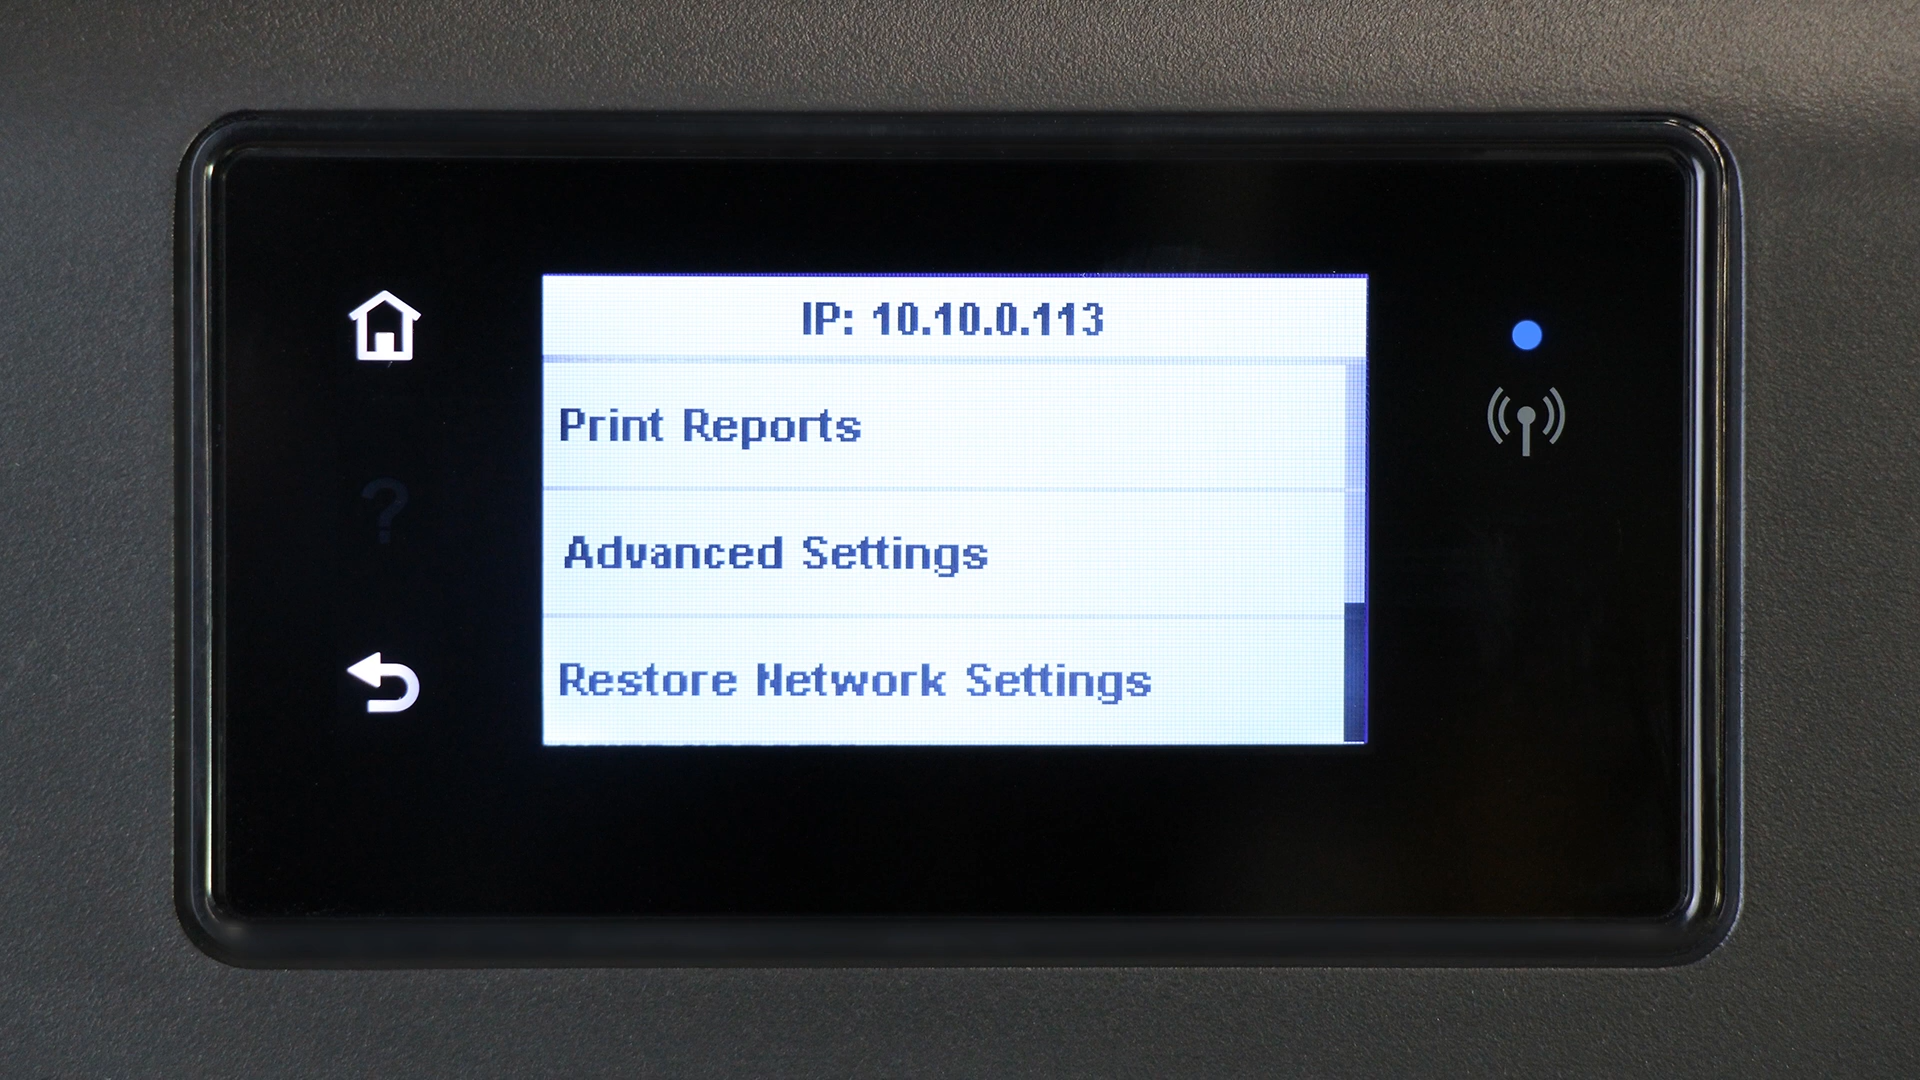 IP: 10.10.0.113
Print Reports
Advanced Settings
Restore Network Settings
?